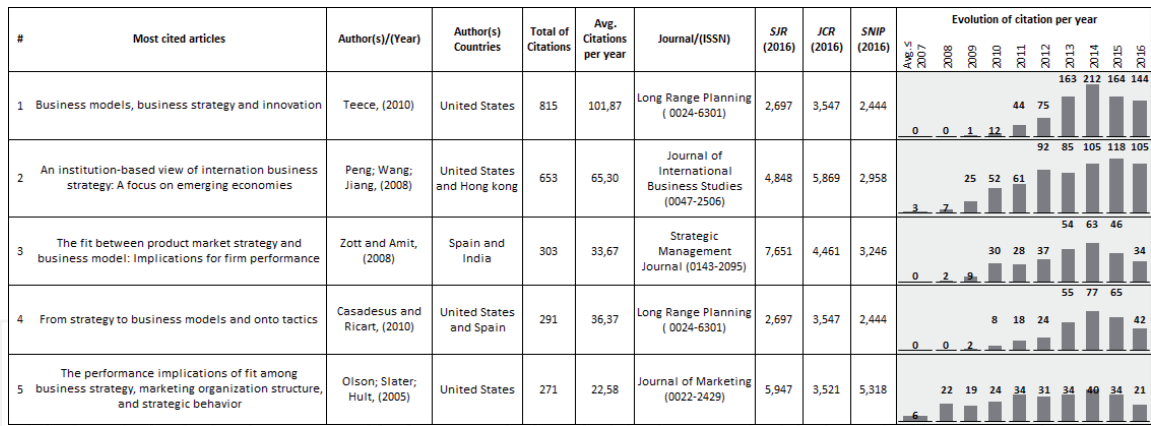 # Most cited articles Author(s)/(Year) Author(s) Countries Total of Citations Avg. Citations per year Journal/(ISSN) SJR (2016) JCR (2016) SNIP (2016) Evolution of citation per year
Avg.≤ 2007 2008 2009 2010 2011 2012 2013 2014 2015 2016
1 Business models, business strategy and innovation Teece, (2010) United States 815 101,87 Long Range Planning ( 0024-6301) 2,697 3,547 2,444 0 0 1 12 44 75 163 212 164 144
2 An institution-based view of internation business strategy: A focus on emerging economies Peng; Wang; Jiang, (2008) United States and Hong kong 653 65,30 Journal of International Business Studies (0047-2506) 4,848 5,869 2,958 3 7 25 52 61 92 85 105 118 105
3 The fit between product market strategy and business model: Implications for firm performance Zott and Amit, (2008) Spain and India 303 33,67 Strategic Management Journal (0143-2095) 7,651 4,461 3,246 0 2 9 30 28 37 54 63 46 34
4 From strategy to business models and onto tactics Casadesus and Ricart, (2010) United States and Spain 291 36,37 Long Range Planning ( 0024-6301) 2,697 3,547 2,444 0 0 2 8 18 24 55 77 65 42
5 The performance implications of fit among business strategy, marketing organization structure, and strategic behavior Olson; Slater; Hult, (2005) United States 271 22,58 Journal of Marketing (0022-2429) 5,947 3,521 5,318 6 22 19 24 34 31 34 40 34 21